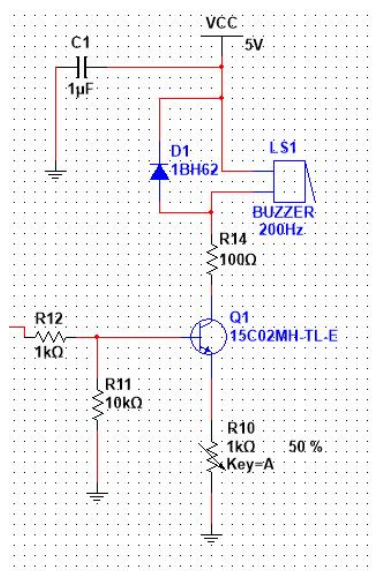 VCC
5V
C1
1µF
D1
1BH62
LS1
BUZZER
200Hz
R14
100Ω
Q1
15C02MH-TL-E
R12
1kΩ
R11
10kΩ
R10
1kΩ 50 %
Key=A